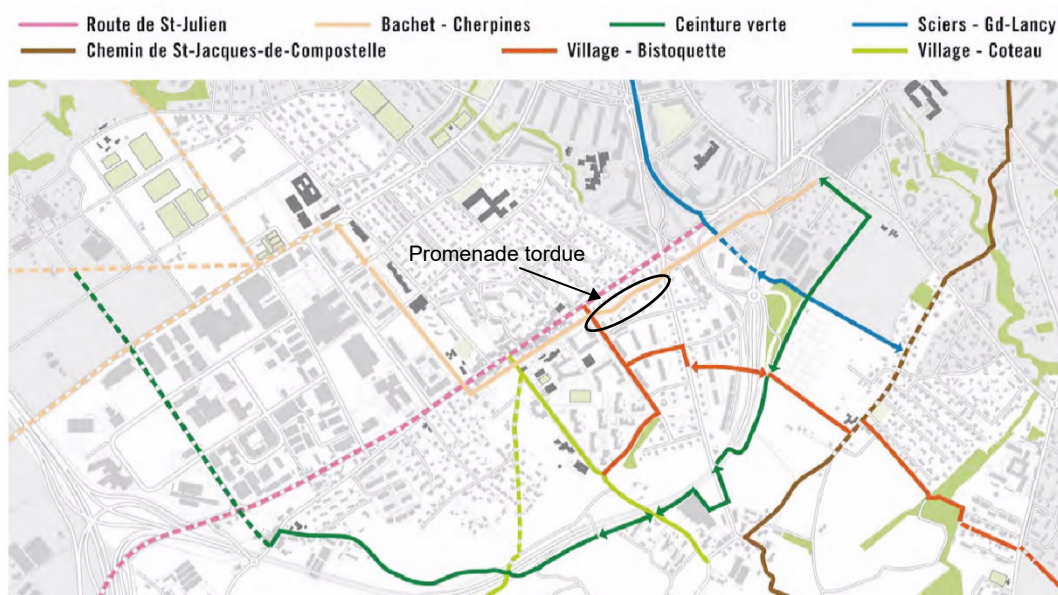 Route de St-Julien Bachet - Cherpines Ceinture verte Sciers - Gd-Lancy
Chemin de St-Jacques-de-Compostelle Village - Bistoquette Village - Coteau
Promenade tordue